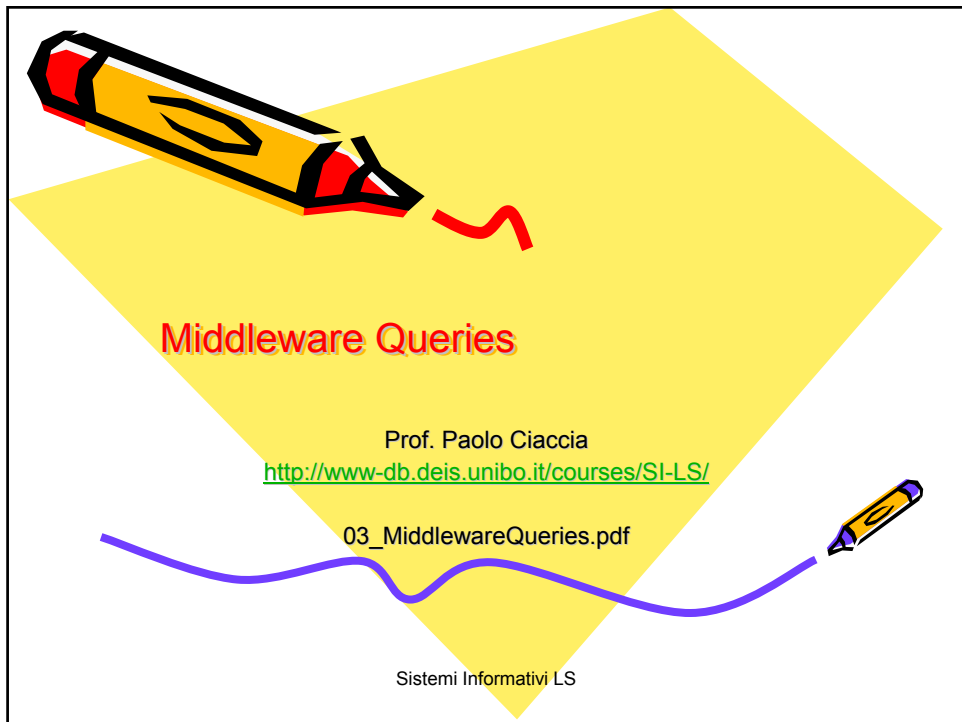 Middleware Queries
Prof. Paolo Ciaccia
http://www-db.deis.unibo.it/courses/SI-LS/
03_MiddlewareQueries.pdf
Sistemi Informativi LS